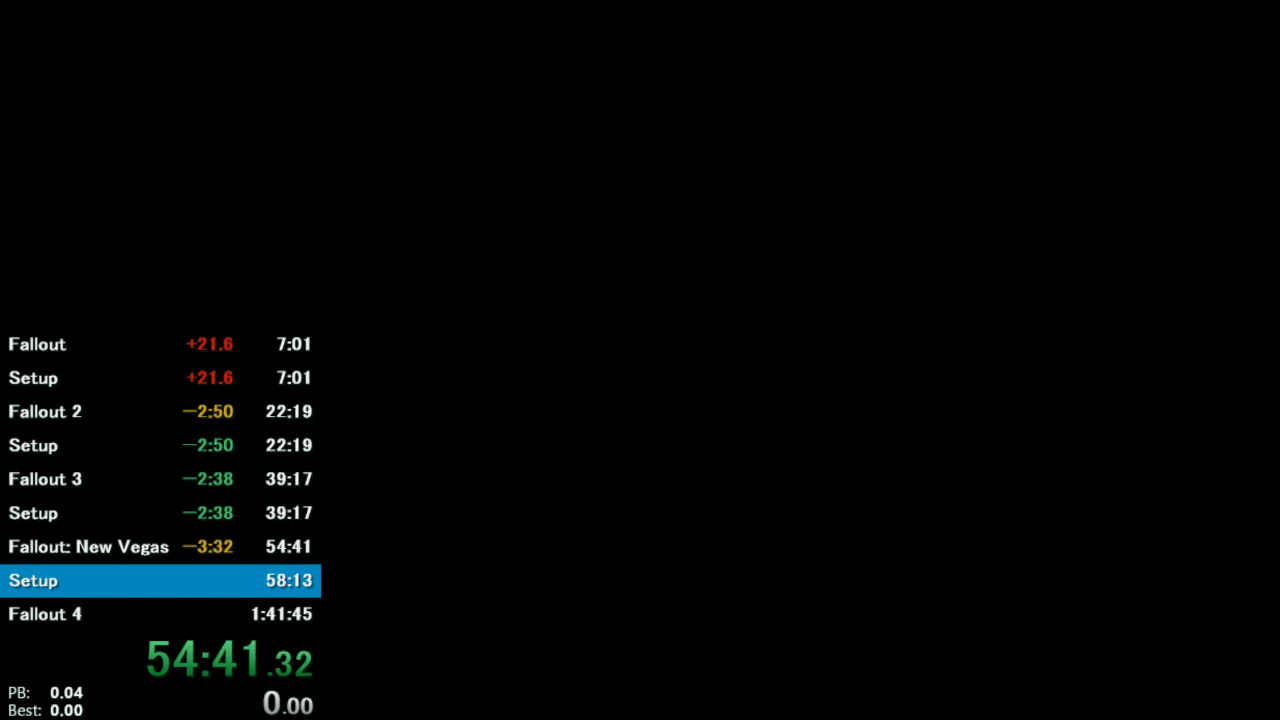 Fallout +21.6 7:01
Setup +21.6 7:01
Fallout 2 −2:50 22:19
Setup −2:50 22:19
Fallout 3 −2:38 39:17
Setup −2:38 39:17
Fallout: New Vegas −3:32 54:41
Setup 58:13
Fallout 4 1:41:45
54:41.32
PB: 0.04
0.00
Best: 0.00